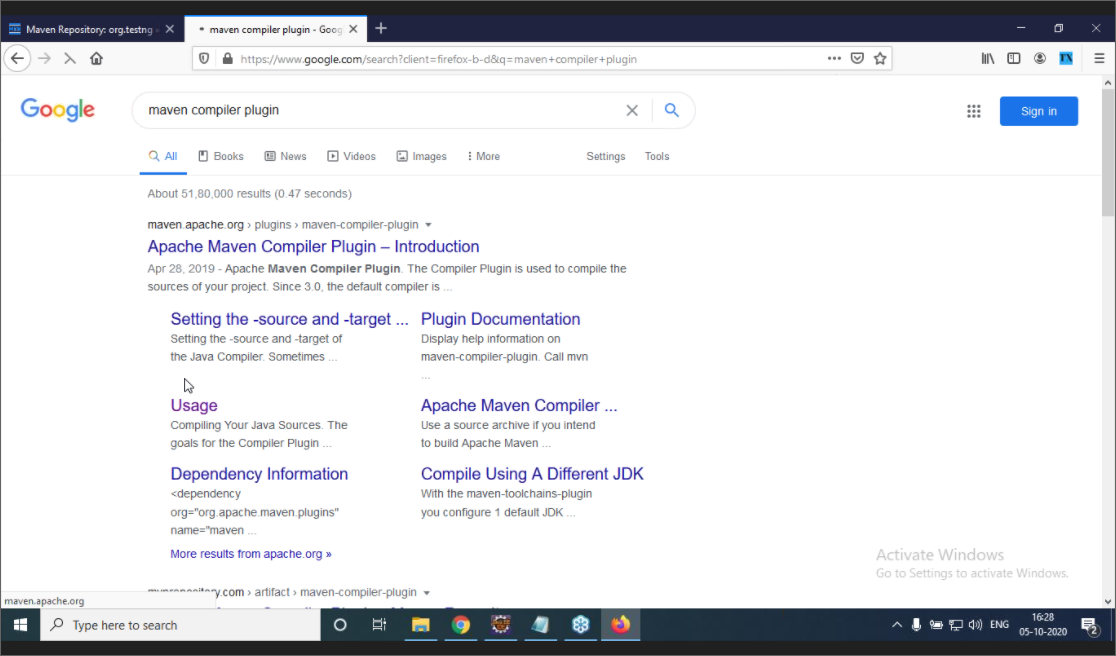 Maven Repository: org.testng
maven compiler plugin - Goog
https://www.google.com/search?client=firefox-b-d&q=maven+compiler+plugin
Google
maven compiler plugin
Sign in
All
Books
News
Videos
Images
More
Settings
Tools
About 51,80,000 results (0.47 seconds)
maven.apache.org › plugins › maven-compiler-plugin
Apache Maven Compiler Plugin – Introduction
Apr 28, 2019 - Apache Maven Compiler Plugin. The Compiler Plugin is used to compile the
sources of your project. Since 3.0, the default compiler is ...
Setting the -source and -target ...
Setting the -source and -target of
the Java Compiler. Sometimes ...
Plugin Documentation
Display help information on
maven-compiler-plugin. Call mvn
...
Usage
Compiling Your Java Sources. The
goals for the Compiler Plugin ...
Apache Maven Compiler ...
Use a source archive if you intend
to build Apache Maven ...
Dependency Information
<dependency
org="org.apache.maven.plugins"
name="maven ...
Compile Using A Different JDK
With the maven-toolchains-plugin
you configure 1 default JDK ...
More results from apache.org »
Activate Windows
Go to Settings to activate Windows.
mvnrepository.com › artifact › maven-compiler-plugin
maven.apache.org
Type here to search
ENG
16:28
05-10-2020
2